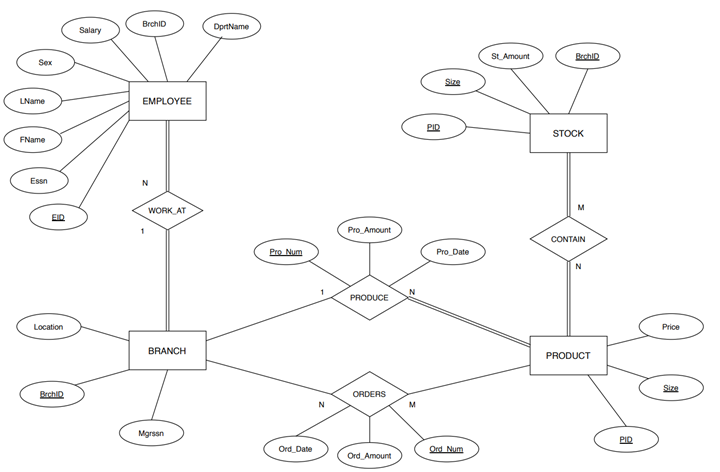 Salary
BrchID
DprtName
Sex
LName
FName
Essn
EID
EMPLOYEE
St_Amount
BrchID
Size
PID
STOCK
N
WORK_AT
1
M
CONTAIN
N
Pro_Num
Pro_Amount
Pro_Date
1
PRODUCE
N
Location
BrchID
Mgrssn
BRANCH
PRODUCT
Price
Size
PID
N
ORDERS
M
Ord_Date
Ord_Amount
Ord_Num